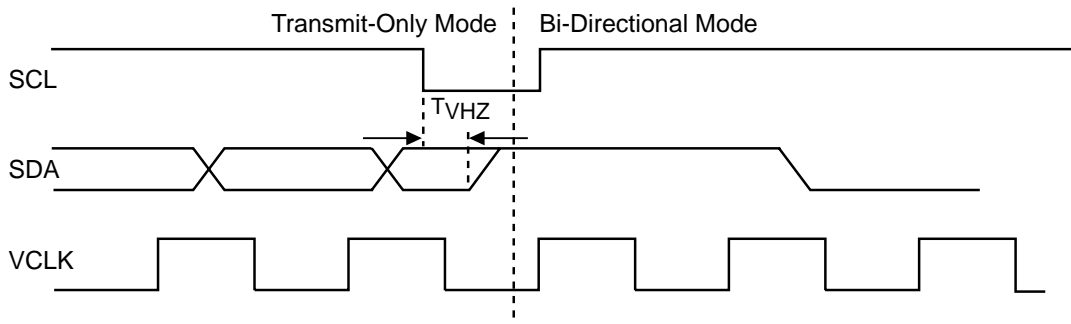 Transmit-Only Mode
Bi-Directional Mode
SCL
TVHZ
SDA
VCLK